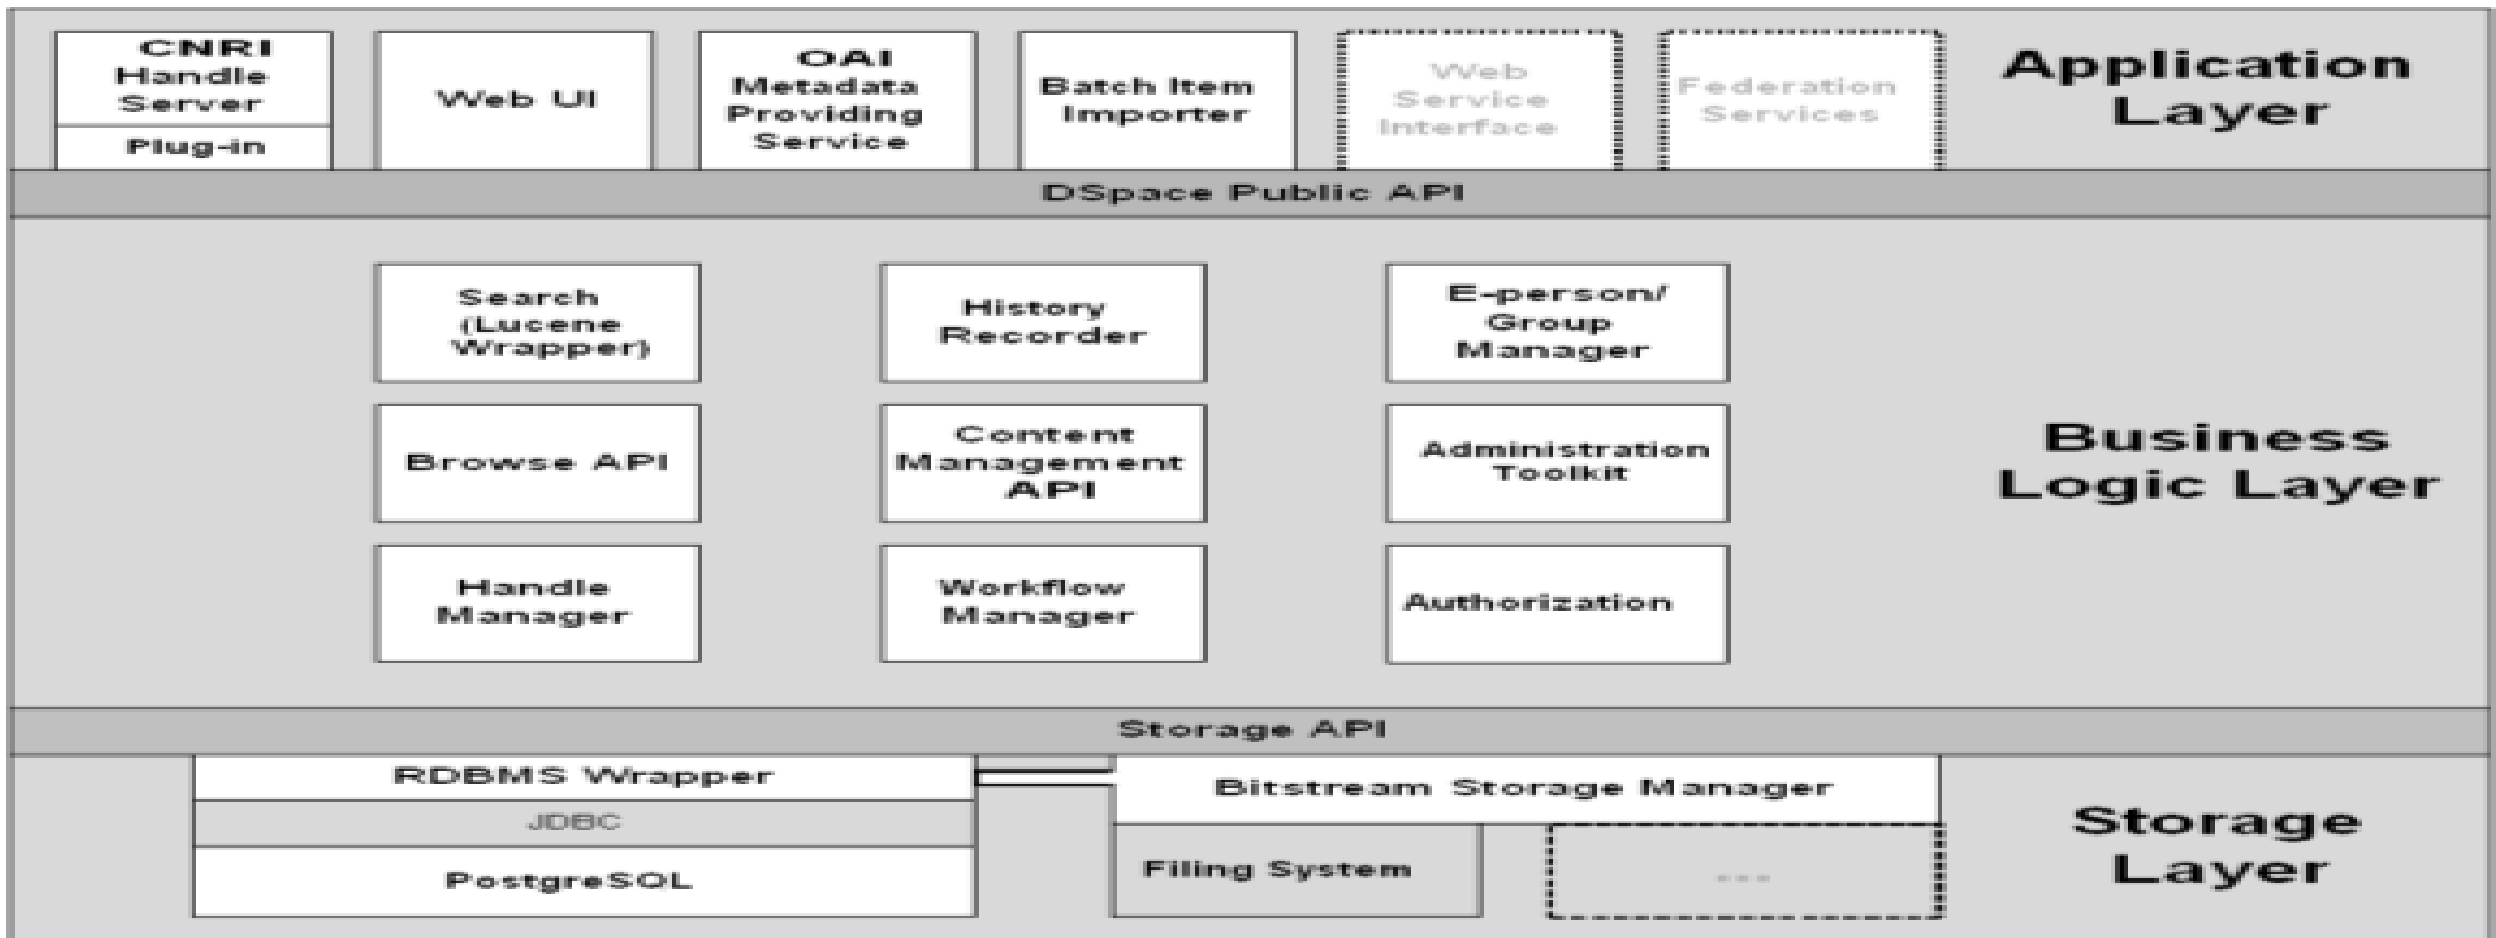 CNRI
Handle
Server
Plug-in
Web UI
OAI
Metadata
Providing
Service
Batch Item
Importer
Web
Service
Interface
Federation
Services
Application
Layer
DSpace Public API
Search
(Lucene
Wrapper)
History
Recorder
E-person/
Group
Manager
Browse API
Content
Management
API
Administration
Toolkit
Business
Logic Layer
Handle
Manager
Workflow
Manager
Authorization
Storage API
RDBMS Wrapper
JDBC
PostgreSQL
Bitstream Storage Manager
Filing System
...
Storage
Layer